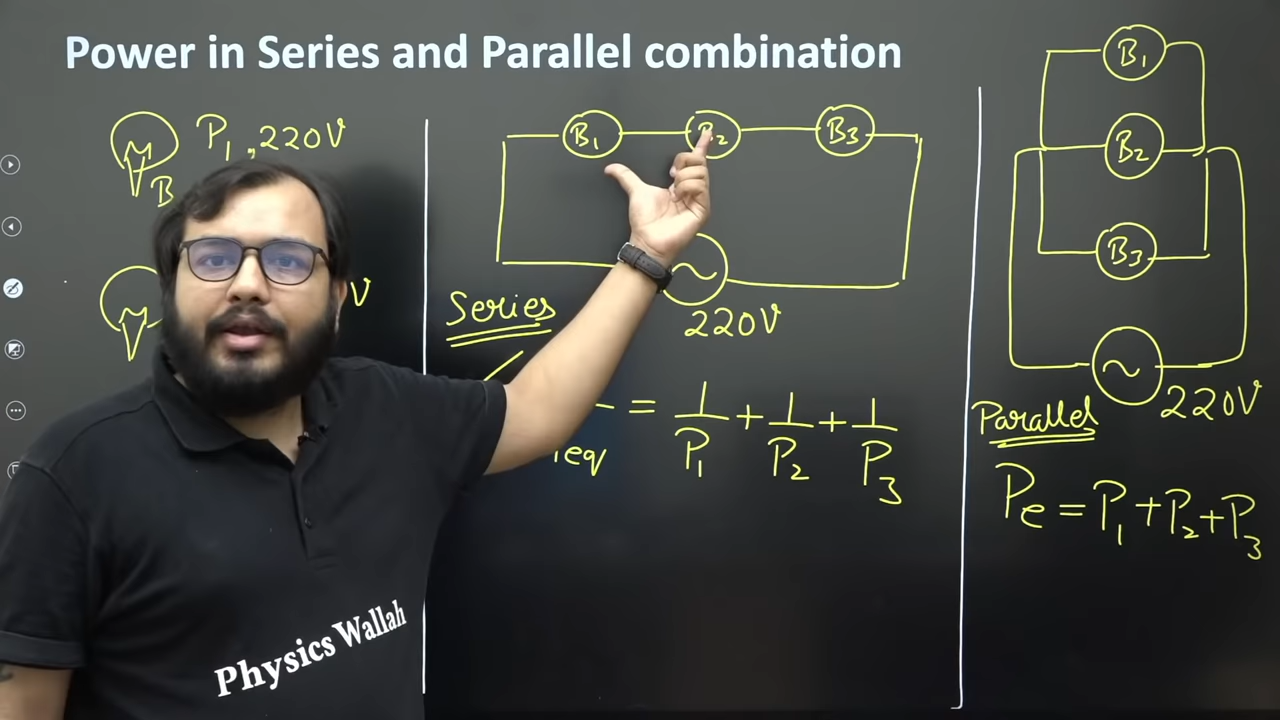 Power in Series and Parallel combination
P₁, 220V
B
V
B₁
B₂
B₃
220V
Series
= 1/P₁ + 1/P₂ + 1/P₃
eq
B₁
B₂
B₃
220V
Parallel
Pe = P₁ + P₂ + P₃
Physics Wallah